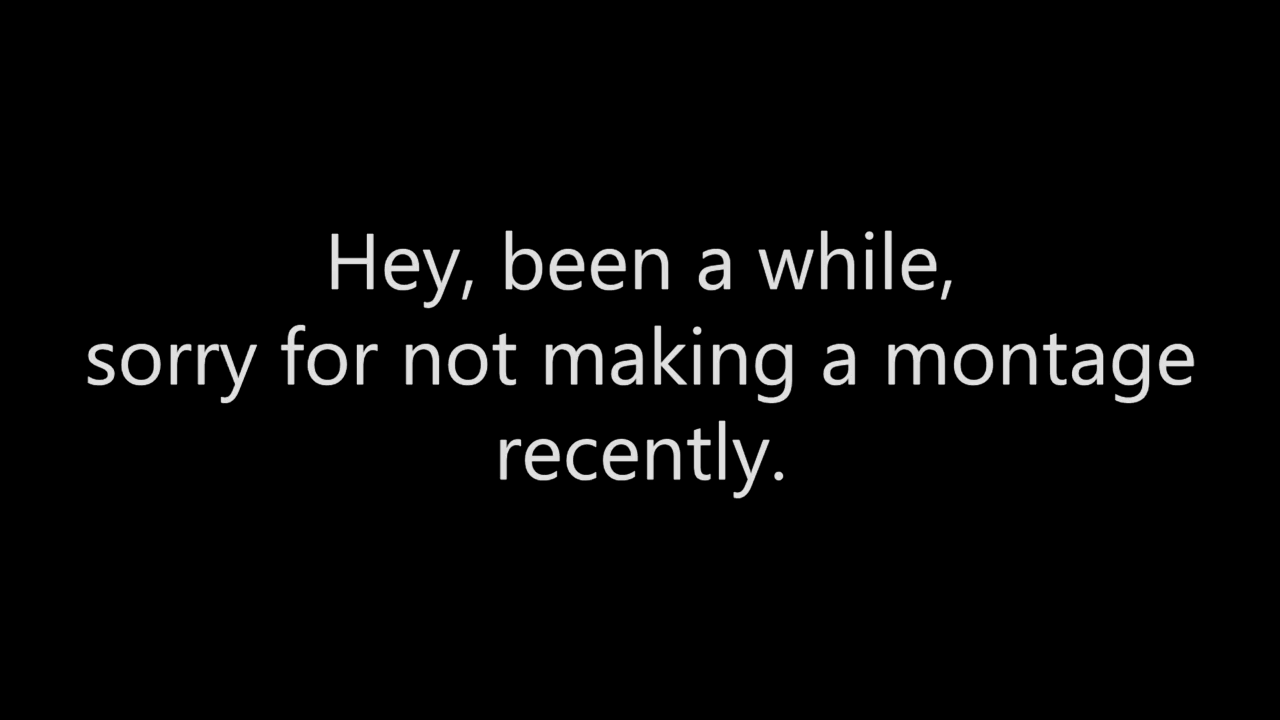 Hey, been a while,
sorry for not making a montage
recently.